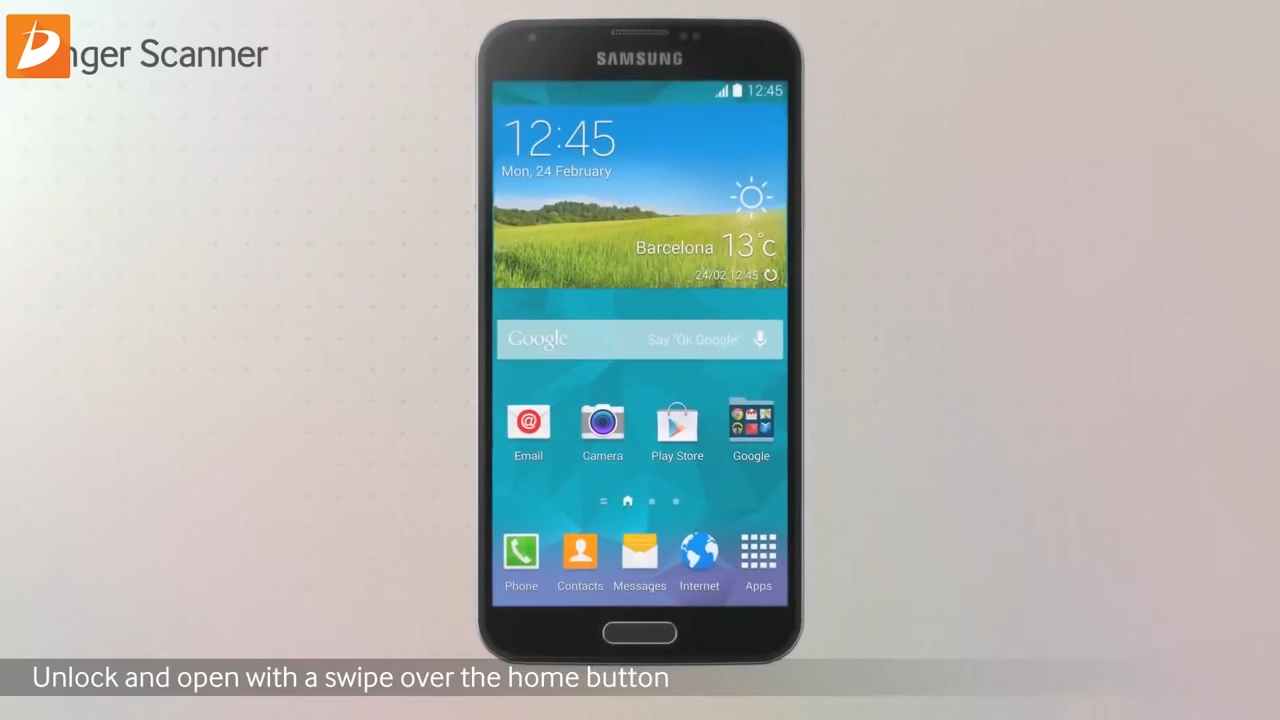 nger Scanner
SAMSUNG
12:45
12:45
Mon, 24 February
Barcelona 13°c
24/02 12:45
Google Say "Ok Google"
Email Camera Play Store Google
Phone Contacts Messages Internet Apps
Unlock and open with a swipe over the home button